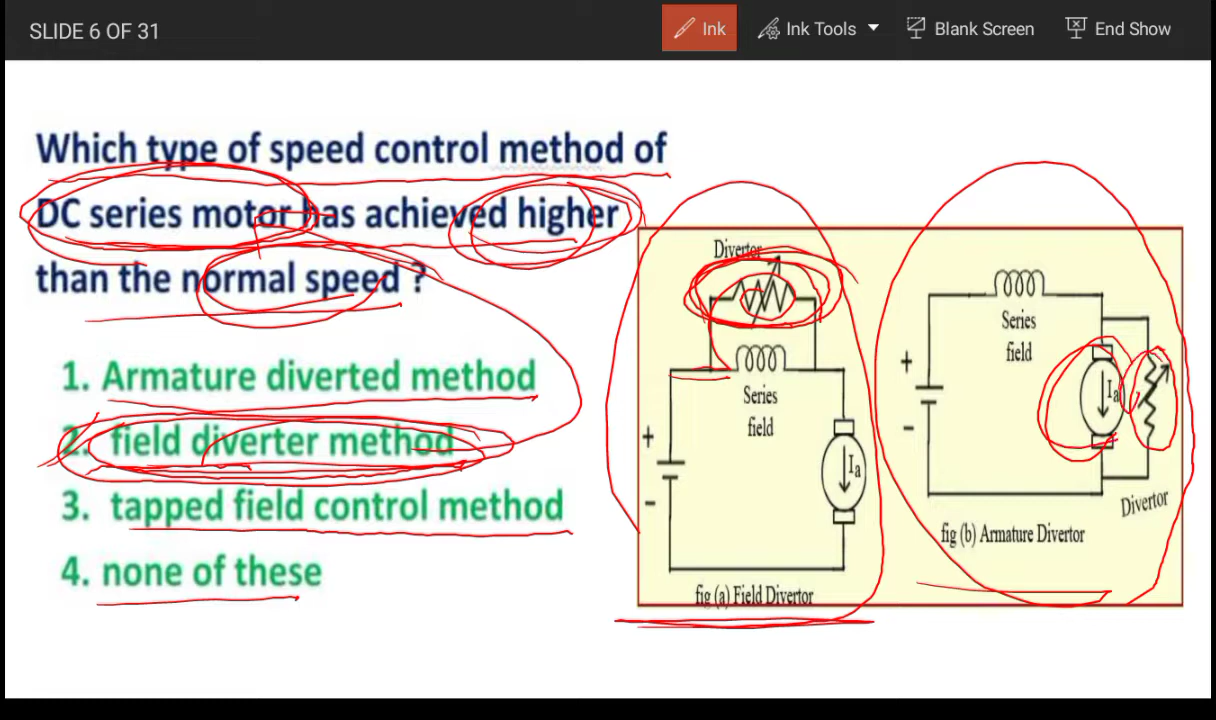 SLIDE 6 OF 31
Ink
Ink Tools
Blank Screen
End Show
Which type of speed control method of
DC series motor has achieved higher
than the normal speed ?
1. Armature diverted method
2. field diverter method
3. tapped field control method
4. none of these
Divertor
Series
field
+
-
Ia
fig (a) Field Divertor
Series
field
+
-
Ia
Divertor
fig (b) Armature Divertor